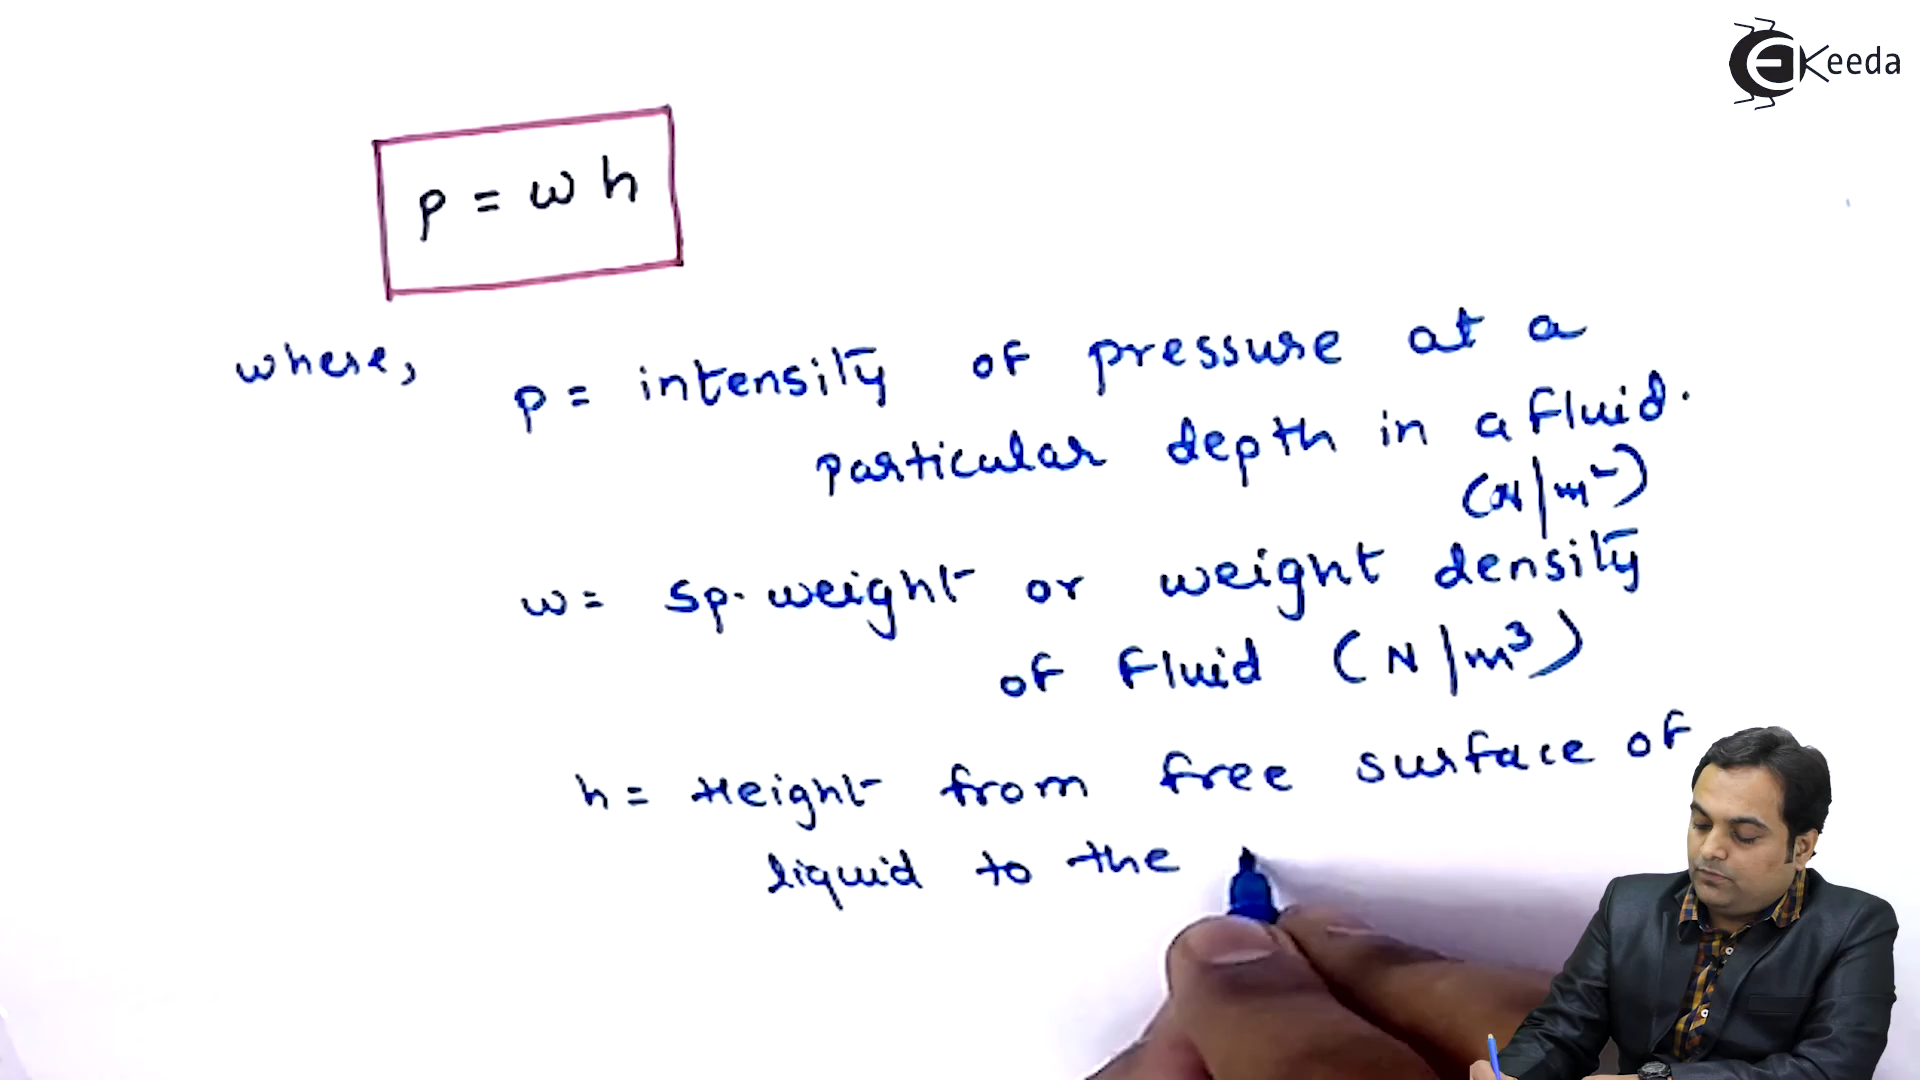 eKeeda
p = w h
where,
p = intensity of pressure at a
particular depth in a fluid.
(N/m²)
w = sp. weight or weight density
of fluid (N/m³)
h = Height from free surface of
liquid to the